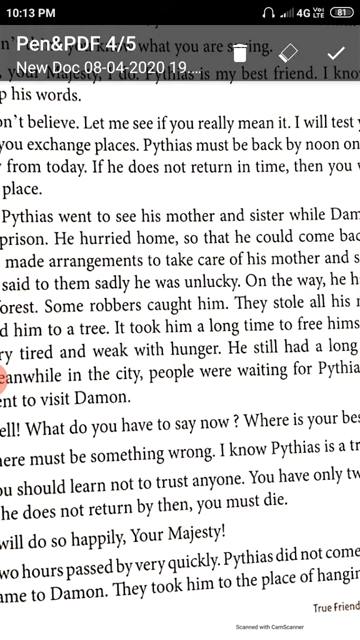 10:13 PM 4G VoLTE 81
Pen&PDF 4/5
New Doc 08-04-2020 19....
what you are saying.
your Majesty, I do. Pythias is my best friend. I kno
p his words.
n't believe. Let me see if you really mean it. I will test y
you exchange places. Pythias must be back by noon on
from today. If he does not return in time, then you w
place.
Pythias went to see his mother and sister while Dam
prison. He hurried home, so that he could come bac
made arrangements to take care of his mother and s
said to them sadly he was unlucky. On the way, he h
forest. Some robbers caught him. They stole all his m
d him to a tree. It took him a long time to free hims
ry tired and weak with hunger. He still had a long
eanwhile in the city, people were waiting for Pythia
ent to visit Damon.
ell! What do you have to say now ? Where is your bes
here must be something wrong. I know Pythias is a tr
ou should learn not to trust anyone. You have only tw
he does not return by then, you must die.
will do so happily, Your Majesty!
wo hours passed by very quickly. Pythias did not come
ame to Damon. They took him to the place of hangin
True Friend
Scanned with CamScanner